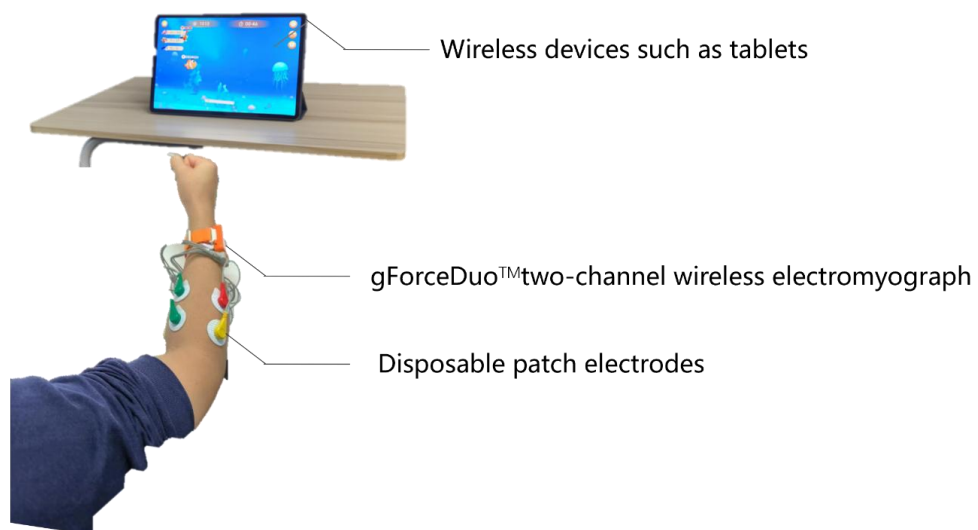 Wireless devices such as tablets
gForceDuo™two-channel wireless electromyograph
Disposable patch electrodes